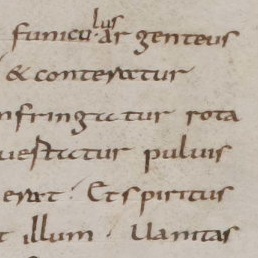 lus
funicu.ar genteus
& conteratur
nfringatur rota
uertatur puluis
erat . Et spiritus
t illum . Uanitas